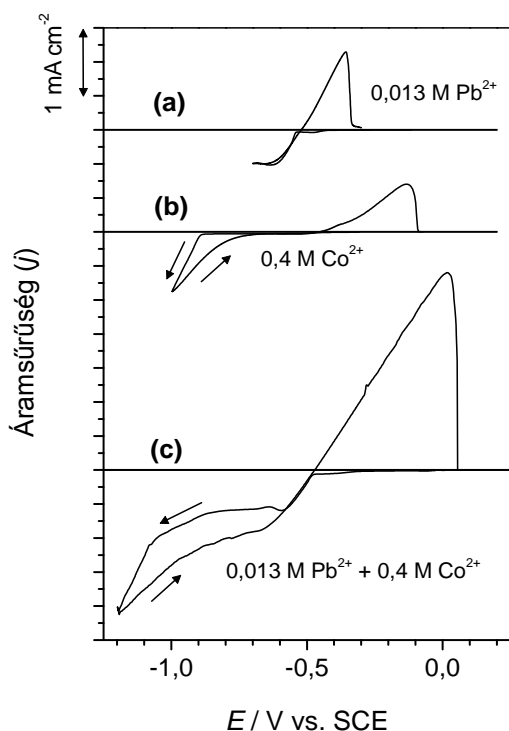 1 mA cm⁻²
(a)
0,013 M Pb²⁺
(b)
0,4 M Co²⁺
Áramsűrűség (j)
(c)
0,013 M Pb²⁺ + 0,4 M Co²⁺
-1,0 -0,5 0,0
E / V vs. SCE